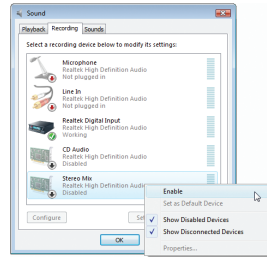 Sound
Playback Recording Sounds
Select a recording device below to modify its settings:
Microphone
Realtek High Definition Audio
Not plugged in
Line In
Realtek High Definition Audio
Not plugged in
Realtek Digital Input
Realtek High Definition Audio
Working
CD Audio
Realtek High Definition Audio
Disabled
Stereo Mix
Realtek High Definition Audio
Disabled
Enable
Set as Default Device
Show Disabled Devices
Show Disconnected Devices
Properties...
Configure Set
OK